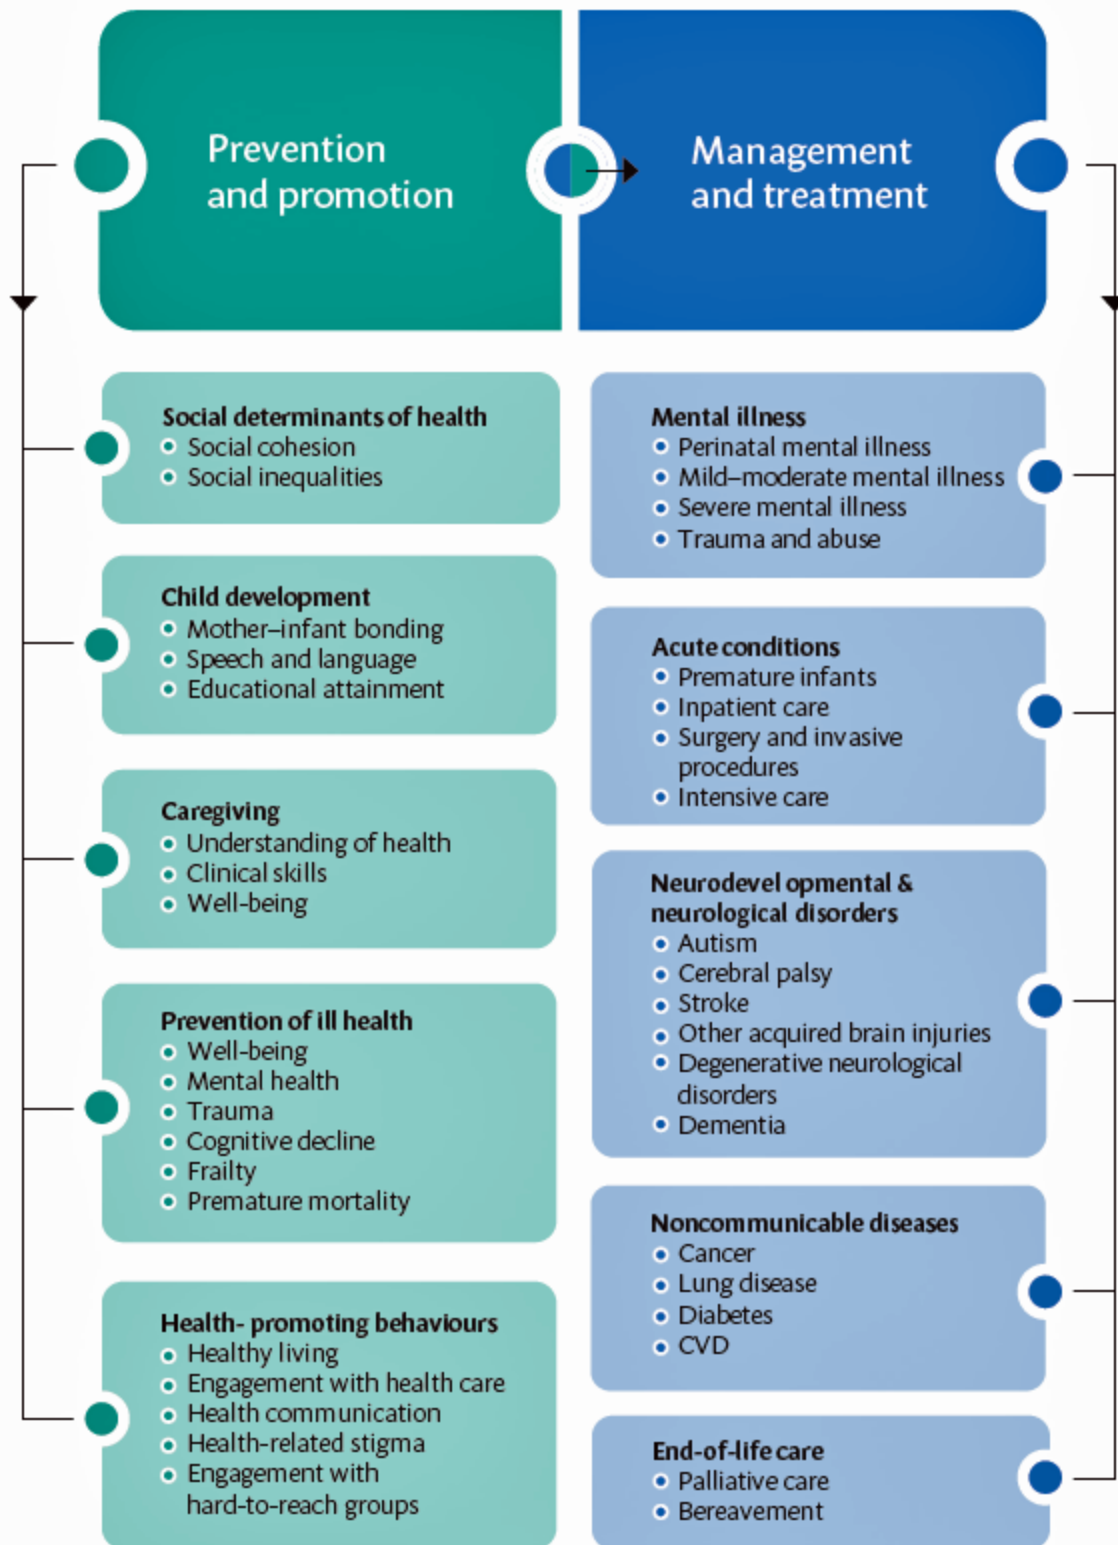 Prevention
and promotion
Management
and treatment
Social determinants of health
Social cohesion
Social inequalities
Child development
Mother–infant bonding
Speech and language
Educational attainment
Caregiving
Understanding of health
Clinical skills
Well-being
Prevention of ill health
Well-being
Mental health
Trauma
Cognitive decline
Frailty
Premature mortality
Health- promoting behaviours
Healthy living
Engagement with health care
Health communication
Health-related stigma
Engagement with
hard-to-reach groups
Mental illness
Perinatal mental illness
Mild–moderate mental illness
Severe mental illness
Trauma and abuse
Acute conditions
Premature infants
Inpatient care
Surgery and invasive
procedures
Intensive care
Neurodevel opmental &
neurological disorders
Autism
Cerebral palsy
Stroke
Other acquired brain injuries
Degenerative neurological
disorders
Dementia
Noncommunicable diseases
Cancer
Lung disease
Diabetes
CVD
End-of-life care
Palliative care
Bereavement